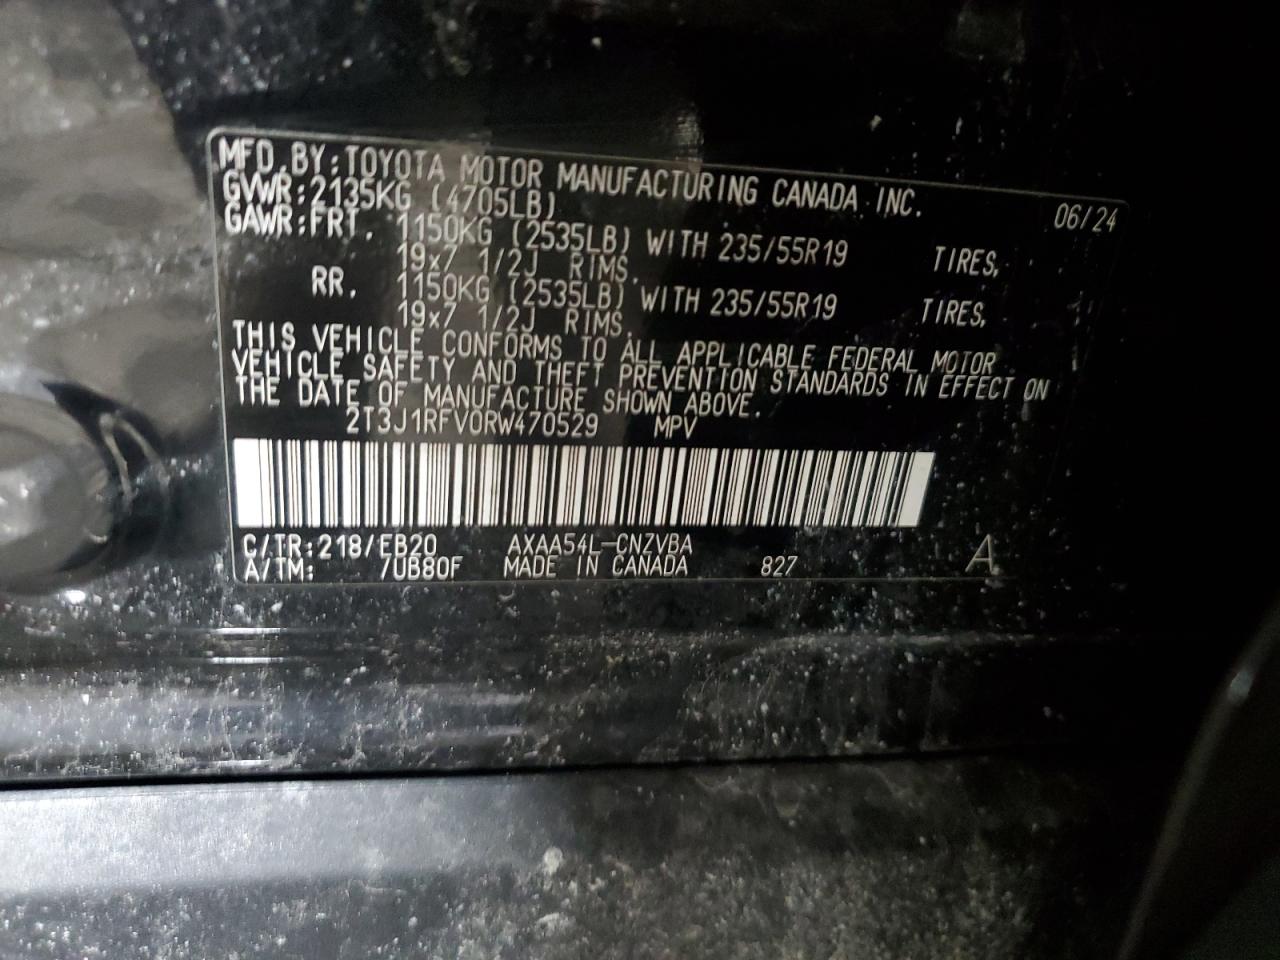 MFD.BY:TOYOTA MOTOR MANUFACTURING CANADA INC. 06/24
GVWR:2135KG (4705LB)
GAWR:FRT. 1150KG (2535LB) WITH 235/55R19 TIRES,
19x7 1/2J RIMS.
RR. 1150KG (2535LB) WITH 235/55R19 TIRES,
19x7 1/2J RIMS.
THIS VEHICLE CONFORMS TO ALL APPLICABLE FEDERAL MOTOR
VEHICLE SAFETY AND THEFT PREVENTION STANDARDS IN EFFECT ON
THE DATE OF MANUFACTURE SHOWN ABOVE.
2T3J1RFV0RW470529 MPV
C/TR:218/EB20 AXAA54L-CNZVBA
A/TM: /UB80F MADE IN CANADA 827 A